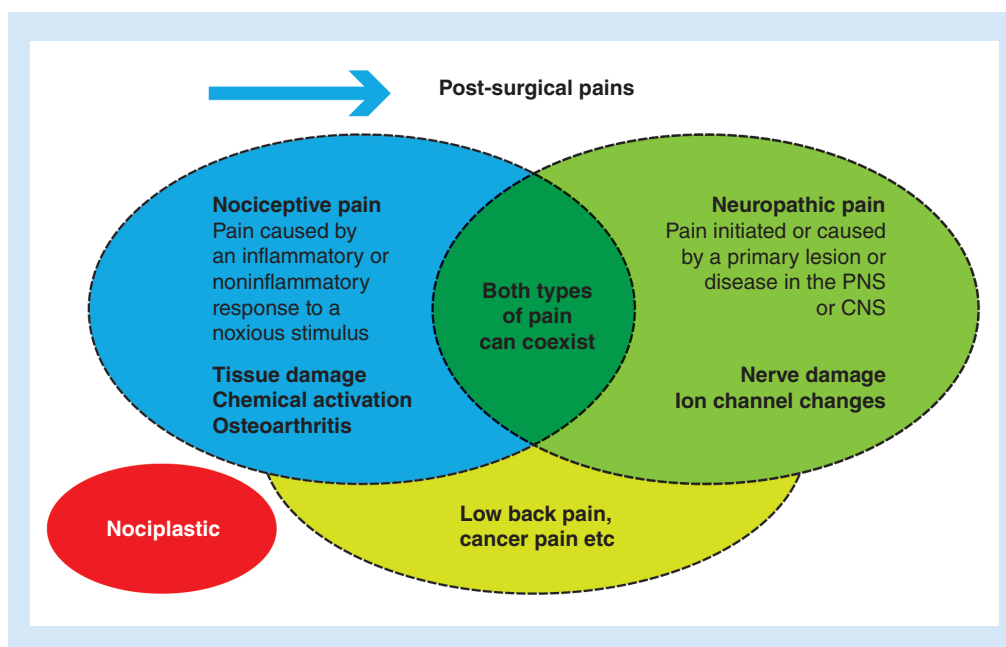 Post-surgical pains
Nociceptive pain
Pain caused by
an inflammatory or
noninflammatory
response to a
noxious stimulus
Tissue damage
Chemical activation
Osteoarthritis
Both types
of pain
can coexist
Neuropathic pain
Pain initiated or caused
by a primary lesion or
disease in the PNS
or CNS
Nerve damage
Ion channel changes
Nociplastic
Low back pain,
cancer pain etc